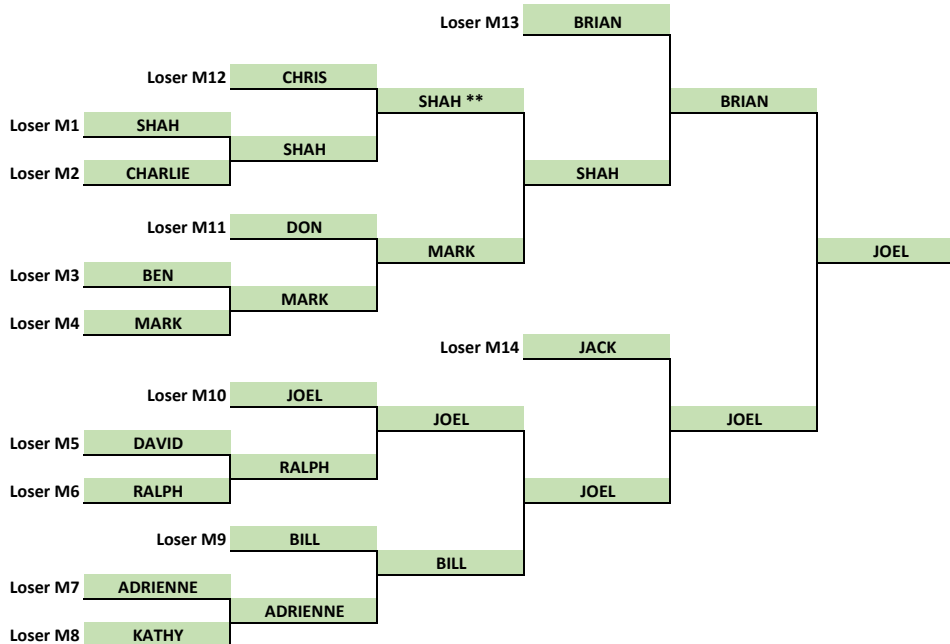 Loser M13 BRIAN
Loser M12 CHRIS
SHAH ** BRIAN
Loser M1 SHAH
SHAH
Loser M2 CHARLIE SHAH
Loser M11 DON
MARK JOEL
Loser M3 BEN
MARK
Loser M4 MARK
Loser M14 JACK
Loser M10 JOEL
JOEL JOEL
Loser M5 DAVID
RALPH
Loser M6 RALPH JOEL
Loser M9 BILL
BILL
Loser M7 ADRIENNE
ADRIENNE
Loser M8 KATHY